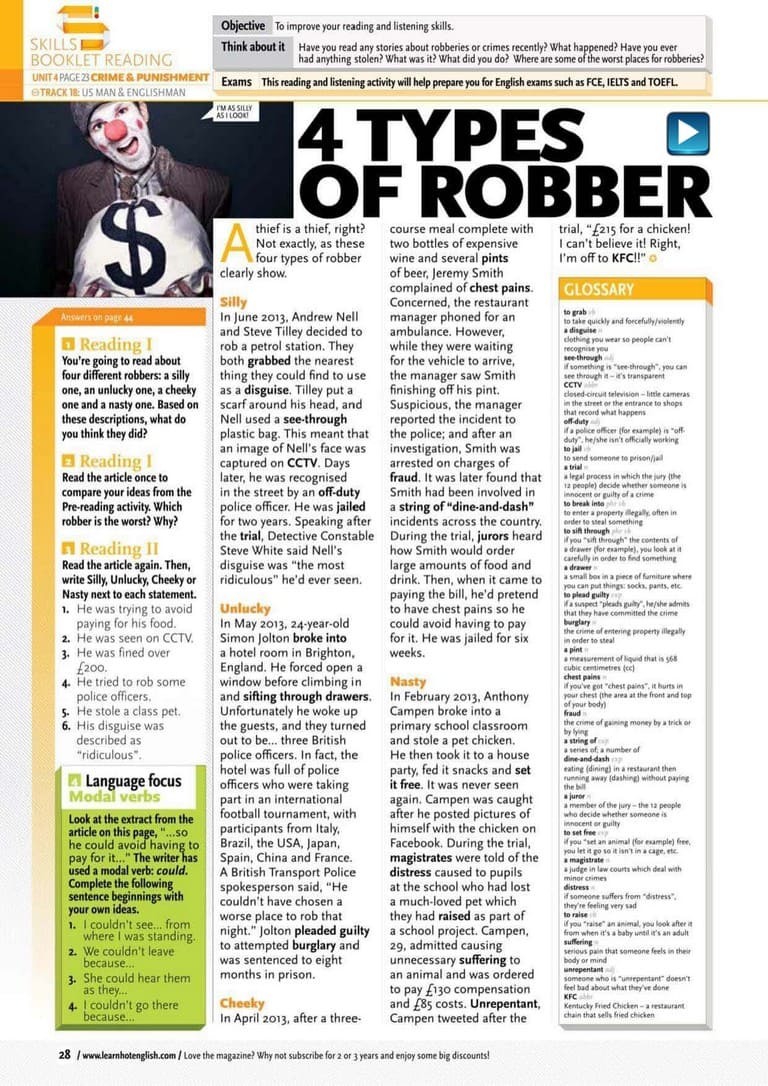 SKILLS
BOOKLET READING
UNIT 4 PAGE 23 CRIME & PUNISHMENT
TRACK 18: US MAN & ENGLISHMAN
Objective To improve your reading and listening skills.
Think about it Have you read any stories about robberies or crimes recently? What happened? Have you ever
had anything stolen? What was it? What did you do? Where are some of the worst places for robberies?
Exams This reading and listening activity will help prepare you for English exams such as FCE, IELTS and TOEFL.
I'M AS SILLY
AS I LOOK!
$
4 TYPES
OF ROBBER
Answers on page 44
1 Reading I
You're going to read about
four different robbers: a silly
one, an unlucky one, a cheeky
one and a nasty one. Based on
these descriptions, what do
you think they did?
2 Reading I
Read the article once to
compare your ideas from the
Pre-reading activity. Which
robber is the worst? Why?
3 Reading II
Read the article again. Then,
write Silly, Unlucky, Cheeky or
Nasty next to each statement.
1. He was trying to avoid
paying for his food.
2. He was seen on CCTV.
3. He was fined over
£200.
4. He tried to rob some
police officers.
5. He stole a class pet.
6. His disguise was
described as
"ridiculous".
4 Language focus
Modal verbs
Look at the extract from the
article on this page, "...so
he could avoid having to
pay for it..." The writer has
used a modal verb: could.
Complete the following
sentence beginnings with
your own ideas.
1. I couldn't see... from
where I was standing.
2. We couldn't leave
because...
3. She could hear them
as they...
4. I couldn't go there
because...
A thief is a thief, right?
Not exactly, as these
four types of robber
clearly show.
Silly
In June 2013, Andrew Nell
and Steve Tilley decided to
rob a petrol station. They
both grabbed the nearest
thing they could find to use
as a disguise. Tilley put a
scarf around his head, and
Nell used a see-through
plastic bag. This meant that
an image of Nell's face was
captured on CCTV. Days
later, he was recognised
in the street by an off-duty
police officer. He was jailed
for two years. Speaking after
the trial, Detective Constable
Steve White said Nell's
disguise was "the most
ridiculous" he'd ever seen.
Unlucky
In May 2013, 24-year-old
Simon Jolton broke into
a hotel room in Brighton,
England. He forced open a
window before climbing in
and sifting through drawers.
Unfortunately he woke up
the guests, and they turned
out to be... three British
police officers. In fact, the
hotel was full of police
officers who were taking
part in an international
football tournament, with
participants from Italy,
Brazil, the USA, Japan,
Spain, China and France.
A British Transport Police
spokesperson said, "He
couldn't have chosen a
worse place to rob that
night." Jolton pleaded guilty
to attempted burglary and
was sentenced to eight
months in prison.
Cheeky
In April 2013, after a three-
course meal complete with
two bottles of expensive
wine and several pints
of beer, Jeremy Smith
complained of chest pains.
Concerned, the restaurant
manager phoned for an
ambulance. However,
while they were waiting
for the vehicle to arrive,
the manager saw Smith
finishing off his pint.
Suspicious, the manager
reported the incident to
the police; and after an
investigation, Smith was
arrested on charges of
fraud. It was later found that
Smith had been involved in
a string of "dine-and-dash"
incidents across the country.
During the trial, jurors heard
how Smith would order
large amounts of food and
drink. Then, when it came to
paying the bill, he'd pretend
to have chest pains so he
could avoid having to pay
for it. He was jailed for six
weeks.
Nasty
In February 2013, Anthony
Campen broke into a
primary school classroom
and stole a pet chicken.
He then took it to a house
party, fed it snacks and set
it free. It was never seen
again. Campen was caught
after he posted pictures of
himself with the chicken on
Facebook. During the trial,
magistrates were told of the
distress caused to pupils
at the school who had lost
a much-loved pet which
they had raised as part of
a school project. Campen,
29, admitted causing
unnecessary suffering to
an animal and was ordered
to pay £130 compensation
and £85 costs. Unrepentant,
Campen tweeted after the
trial, "£215 for a chicken!
I can't believe it! Right,
I'm off to KFC!!"
GLOSSARY
to grab vb
to take quickly and forcefully/violently
a disguise n
clothing you wear so people can't
recognise you
see-through adj
if something is "see-through", you can
see through it – it's transparent
CCTV abbr
closed-circuit television – little cameras
in the street or the entrance to shops
that record what happens
off-duty adj
if a police officer (for example) is "off-
duty", he/she isn't officially working
to jail vb
to send someone to prison/jail
a trial n
a legal process in which the jury (the
12 people) decide whether someone is
innocent or guilty of a crime
to break into phr vb
to enter a property illegally, often in
order to steal something
to sift through phr vb
if you "sift through" the contents of
a drawer (for example), you look at it
carefully in order to find something
a drawer n
a small box in a piece of furniture where
you can put things: socks, pants, etc.
to plead guilty exp
if a suspect "pleads guilty", he/she admits
that they have committed the crime
burglary n
the crime of entering property illegally
in order to steal
a pint n
a measurement of liquid that is 568
cubic centimetres (cc)
chest pains n
if you've got "chest pains", it hurts in
your chest (the area at the front and top
of your body)
fraud n
the crime of gaining money by a trick or
by lying
a string of exp
a series of; a number of
dine-and-dash exp
eating (dining) in a restaurant then
running away (dashing) without paying
the bill
a juror n
a member of the jury – the 12 people
who decide whether someone is
innocent or guilty
to set free exp
if you "set an animal (for example) free,
you let it go so it isn't in a cage, etc.
a magistrate n
a judge in law courts which deal with
minor crimes
distress n
if someone suffers from "distress",
they're feeling very sad
to raise vb
if you "raise" an animal, you look after it
from when it's a baby until it's an adult
suffering n
serious pain that someone feels in their
body or mind
unrepentant adj
someone who is "unrepentant" doesn't
feel bad about what they've done
KFC abbr
Kentucky Fried Chicken – a restaurant
chain that sells fried chicken
28 / www.learnhotenglish.com / Love the magazine? Why not subscribe for 2 or 3 years and enjoy some big discounts!